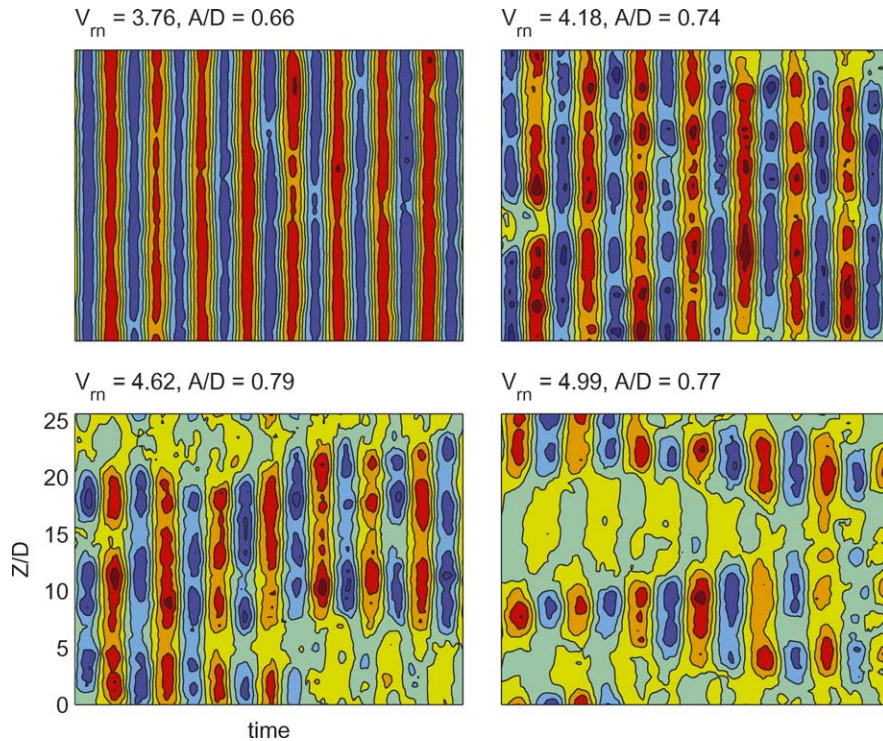 V_rn = 3.76, A/D = 0.66
V_rn = 4.18, A/D = 0.74
V_rn = 4.62, A/D = 0.79
V_rn = 4.99, A/D = 0.77
25
20
15
10
5
0
Z/D
time